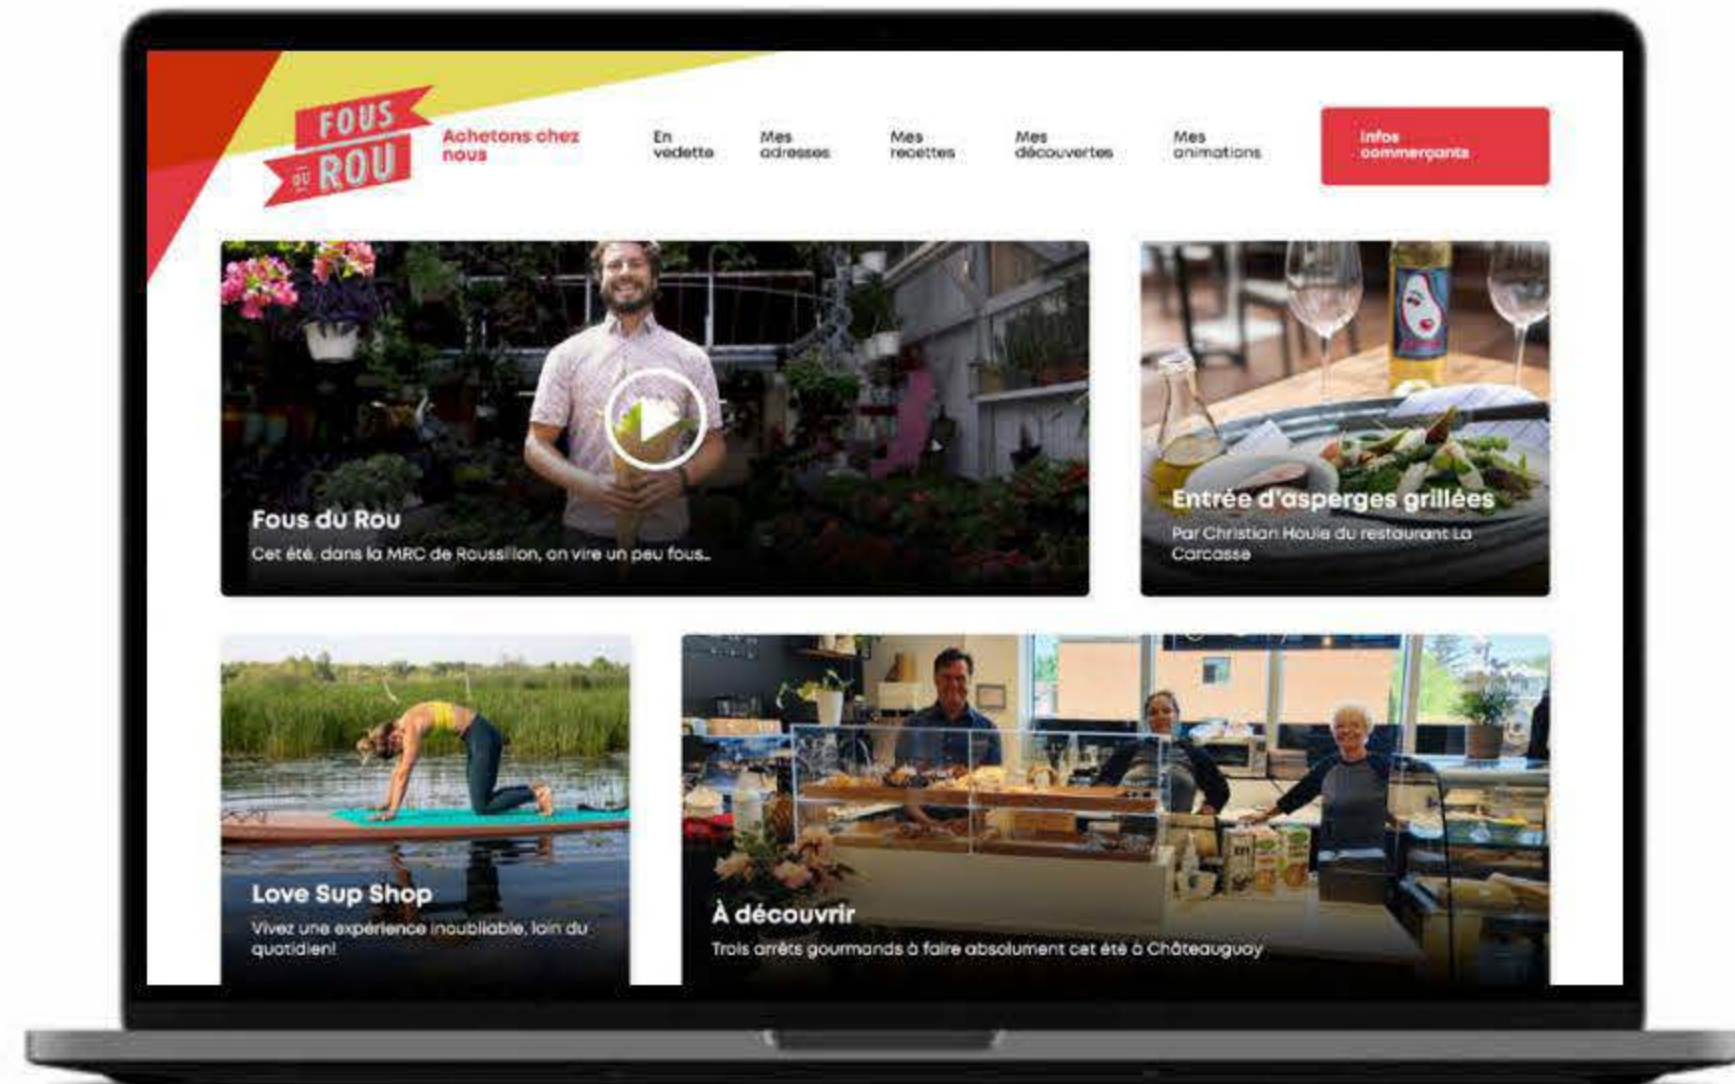 FOUS
DU ROU
Achetons chez
nous
En
vedette
Mes
adresses
Mes
recettes
Mes
découvertes
Mes
animations
Infos
commerçants
Fous du Rou
Cet été, dans la MRC de Roussillon, on vire un peu fous...
Entrée d'asperges grillées
Par Christian Houle du restaurant La
Carcasse
Love Sup Shop
Vivez une expérience inoubliable, loin du
quotidien!
À découvrir
Trois arrêts gourmands à faire absolument cet été à Châteauguay